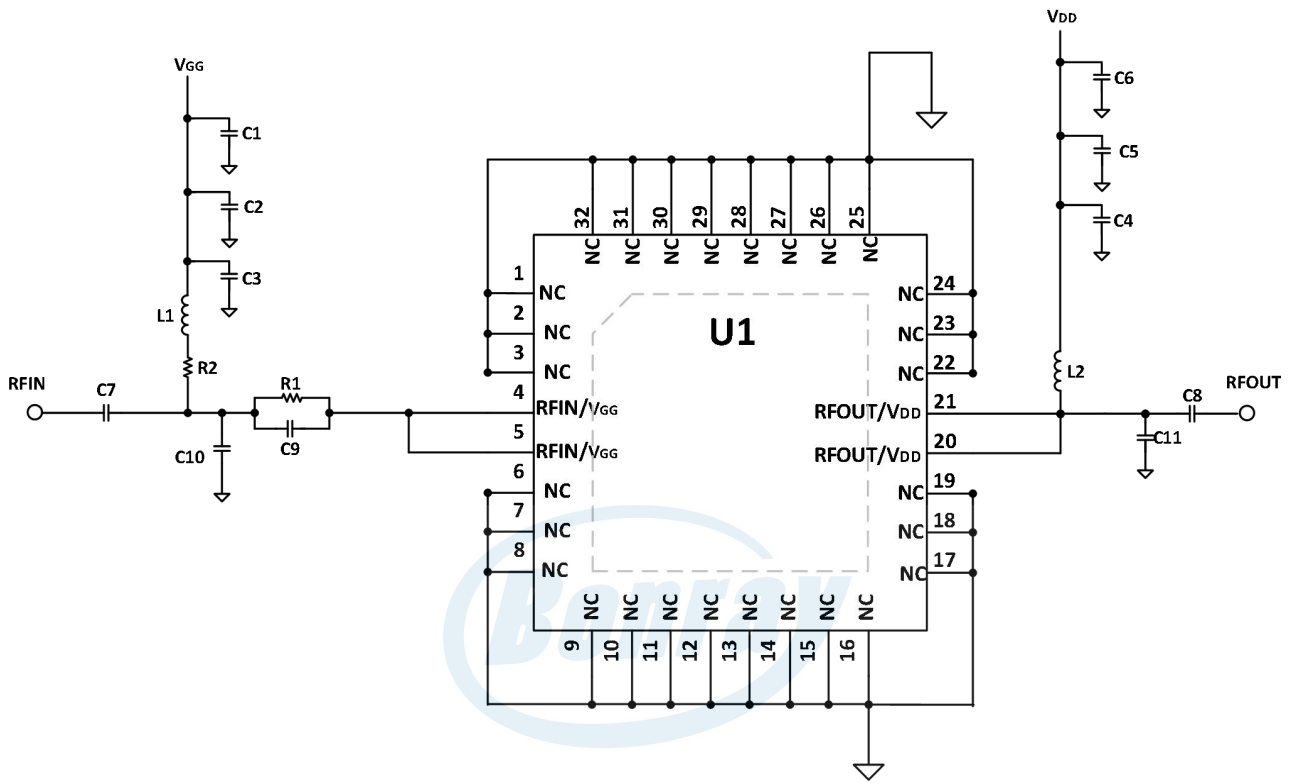 VDD
VGG
C6
C1
C5
C2
C4
C3
L1
R2
32
31
30
29
28
27
26
25
NC
NC
NC
NC
NC
NC
NC
NC
U1
1
NC
2
NC
3
NC
4
RFIN/VGG
5
RFIN/VGG
6
NC
7
NC
8
NC
24
NC
23
NC
22
NC
21
RFOUT/VDD
20
RFOUT/VDD
19
NC
18
NC
17
NC
NC
NC
NC
NC
NC
NC
NC
NC
9
10
11
12
13
14
15
16
RFIN
C7
R1
C9
C10
L2
C8
RFOUT
C11
Bonray